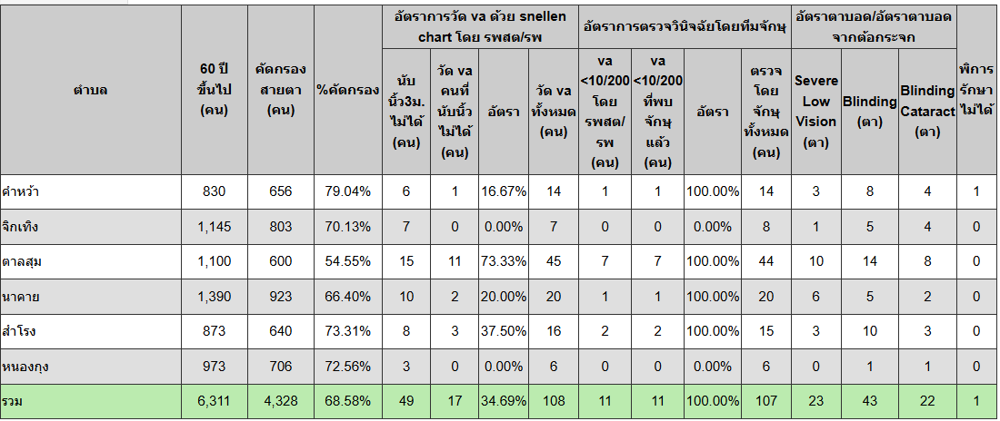 ตำบล
60 ปี
ขึ้นไป
(คน)
คัดกรอง
สายตา
(คน)
%คัดกรอง
อัตราการวัด va ด้วย snellen
chart โดย รพสต/รพ
อัตราการตรวจวินิจฉัยโดยทีมจักษุ
อัตราตาบอด/อัตราตาบอด
จากต้อกระจก
พิการ
รักษา
ไม่ได้
นับ
นิ้ว3ม.
ไม่ได้
(คน)
วัด va
คนที่
นับนิ้ว
ไม่ได้
(คน)
อัตรา
วัด va
ทั้งหมด
(คน)
va
<10/200
โดย
รพสต/
รพ
(คน)
va
<10/200
ที่พบ
จักษุ
แล้ว
(คน)
อัตรา
ตรวจ
โดย
จักษุ
ทั้งหมด
(คน)
Severe
Low
Vision
(ตา)
Blinding
(ตา)
Blinding
Cataract
(ตา)
คำหว้า 830 656 79.04% 6 1 16.67% 14 1 1 100.00% 14 3 8 4 1
จิกเทิง 1,145 803 70.13% 7 0 0.00% 7 0 0 0.00% 8 1 5 4 0
ตาลสุม 1,100 600 54.55% 15 11 73.33% 45 7 7 100.00% 44 10 14 8 0
นาคาย 1,390 923 66.40% 10 2 20.00% 20 1 1 100.00% 20 6 5 2 0
สำโรง 873 640 73.31% 8 3 37.50% 16 2 2 100.00% 15 3 10 3 0
หนองกุง 973 706 72.56% 3 0 0.00% 6 0 0 0.00% 6 0 1 1 0
รวม 6,311 4,328 68.58% 49 17 34.69% 108 11 11 100.00% 107 23 43 22 1